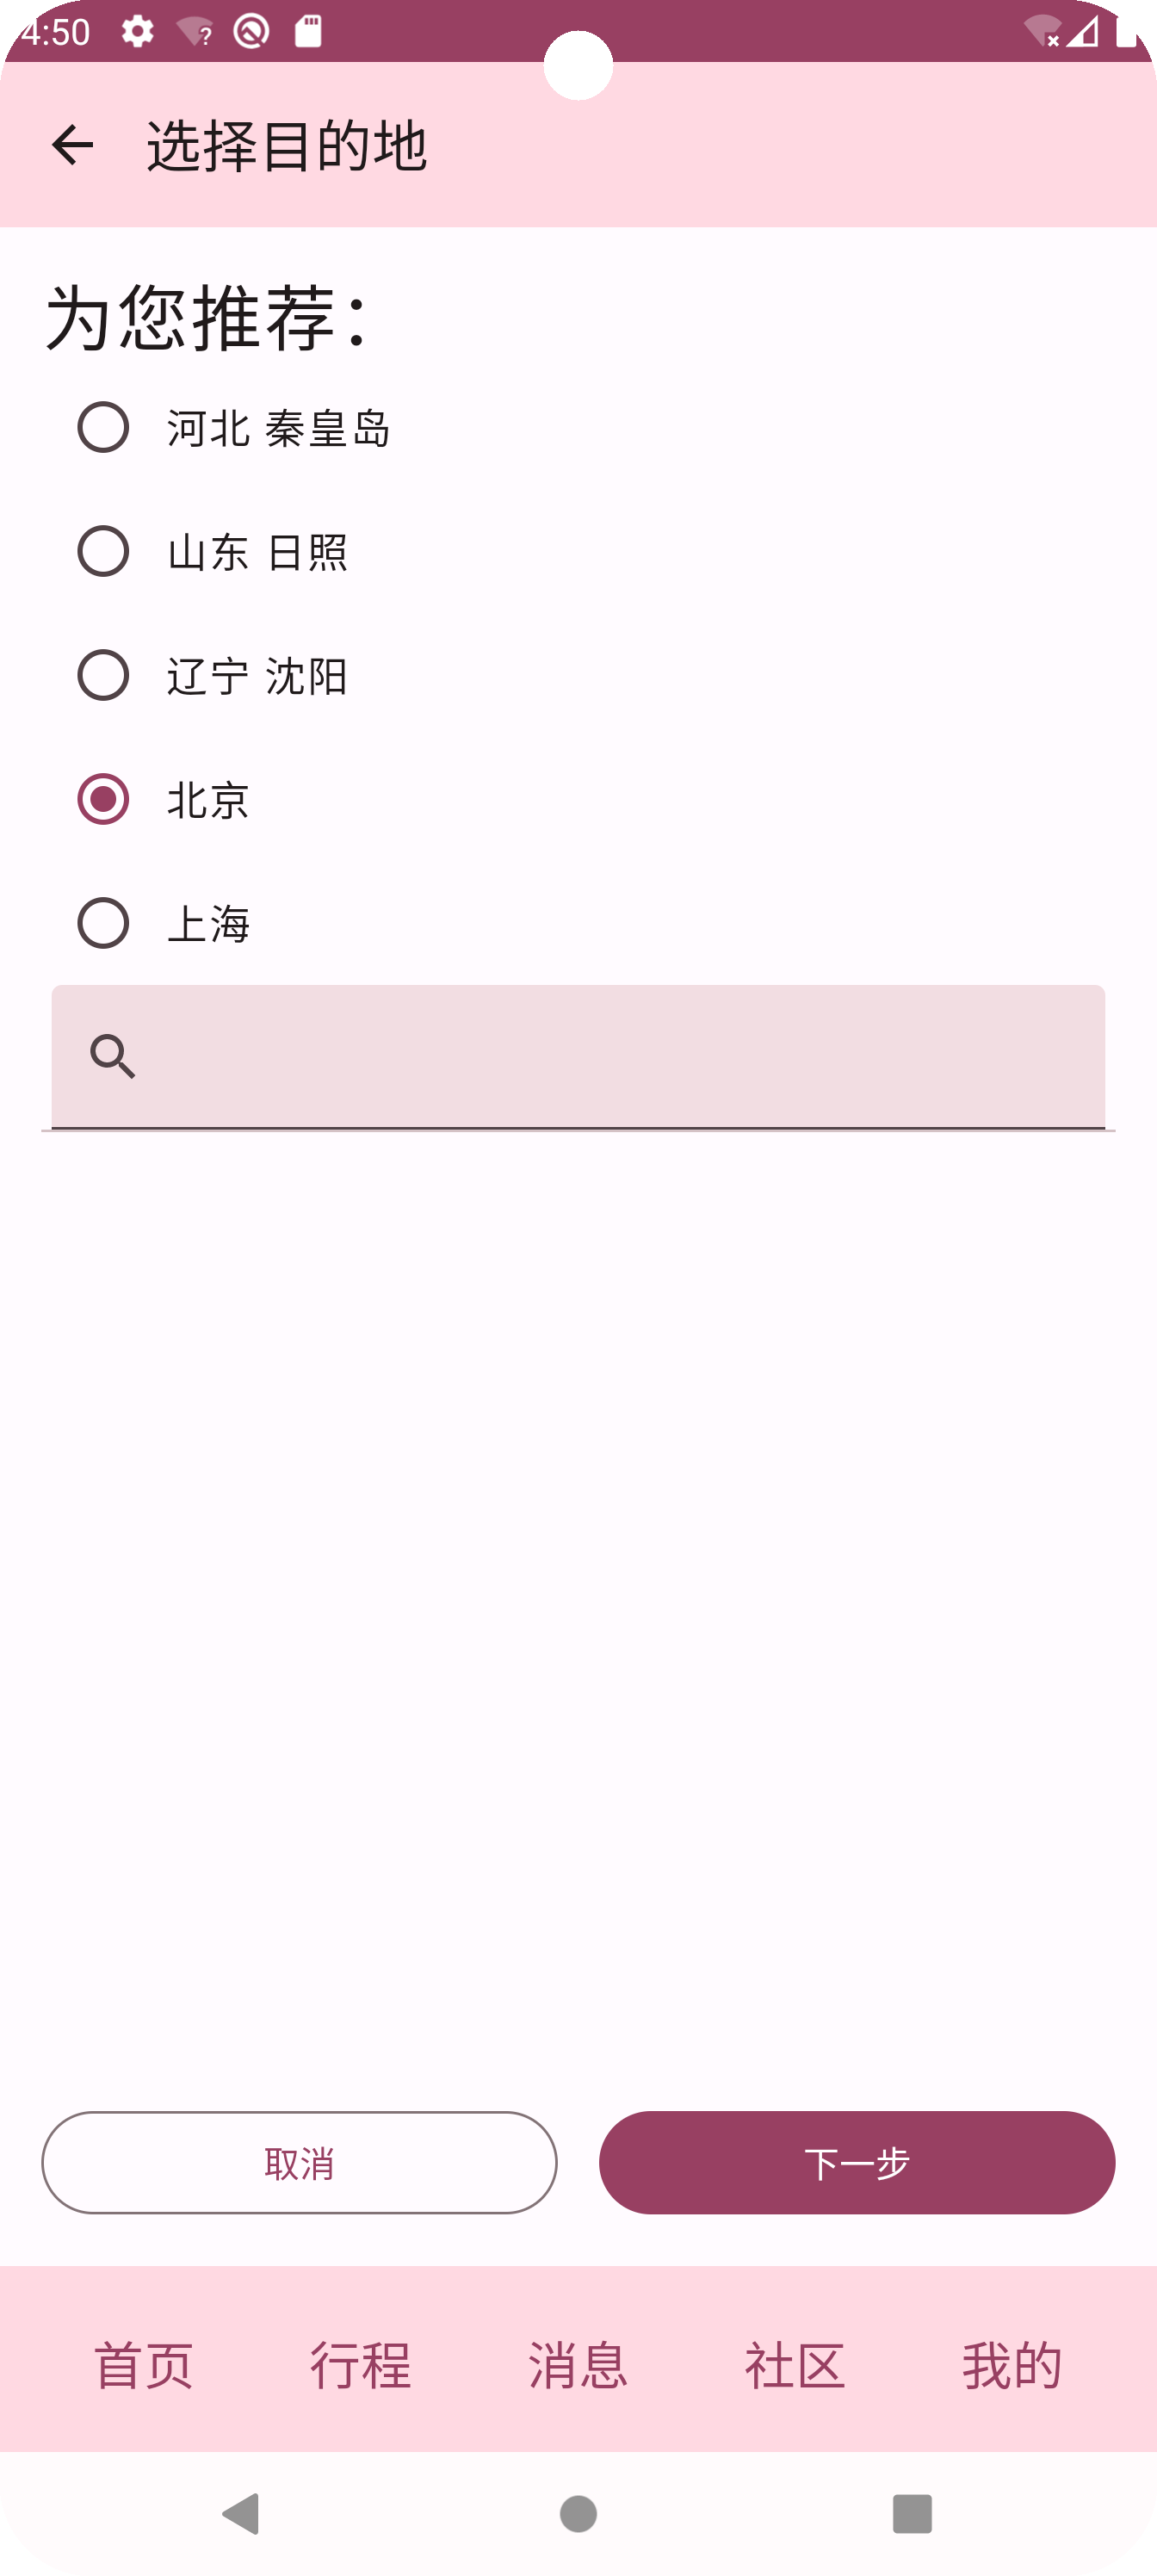 4:50
选择目的地
为您推荐：
河北 秦皇岛
山东 日照
辽宁 沈阳
北京
上海
取消 下一步
首页 行程 消息 社区 我的